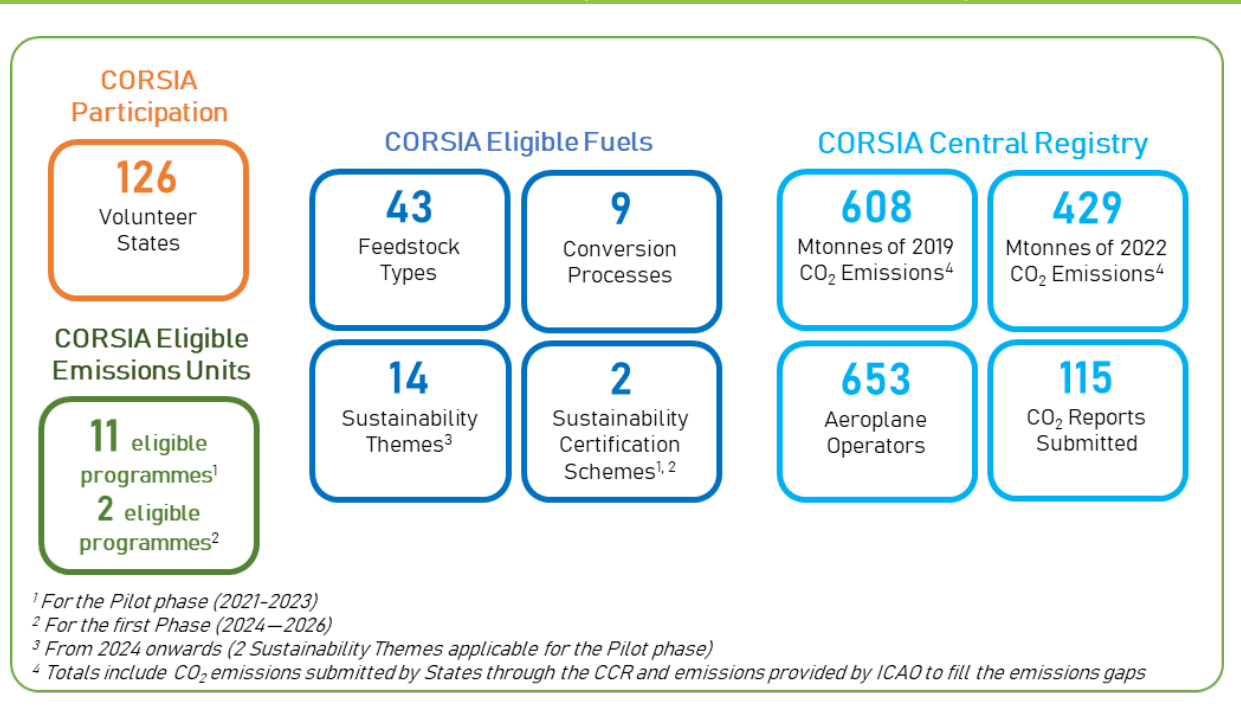 CORSIA
Participation
126
Volunteer
States
CORSIA Eligible
Emissions Units
11 eligible
programmes¹
2 eligible
programmes²
CORSIA Eligible Fuels
43
Feedstock
Types
9
Conversion
Processes
14
Sustainability
Themes³
2
Sustainability
Certification
Schemes¹, ²
CORSIA Central Registry
608
Mtonnes of 2019
CO₂ Emissions⁴
429
Mtonnes of 2022
CO₂ Emissions⁴
653
Aeroplane
Operators
115
CO₂ Reports
Submitted
¹ For the Pilot phase (2021-2023)
² For the first Phase (2024—2026)
³ From 2024 onwards (2 Sustainability Themes applicable for the Pilot phase)
⁴ Totals include CO₂ emissions submitted by States through the CCR and emissions provided by ICAO to fill the emissions gaps